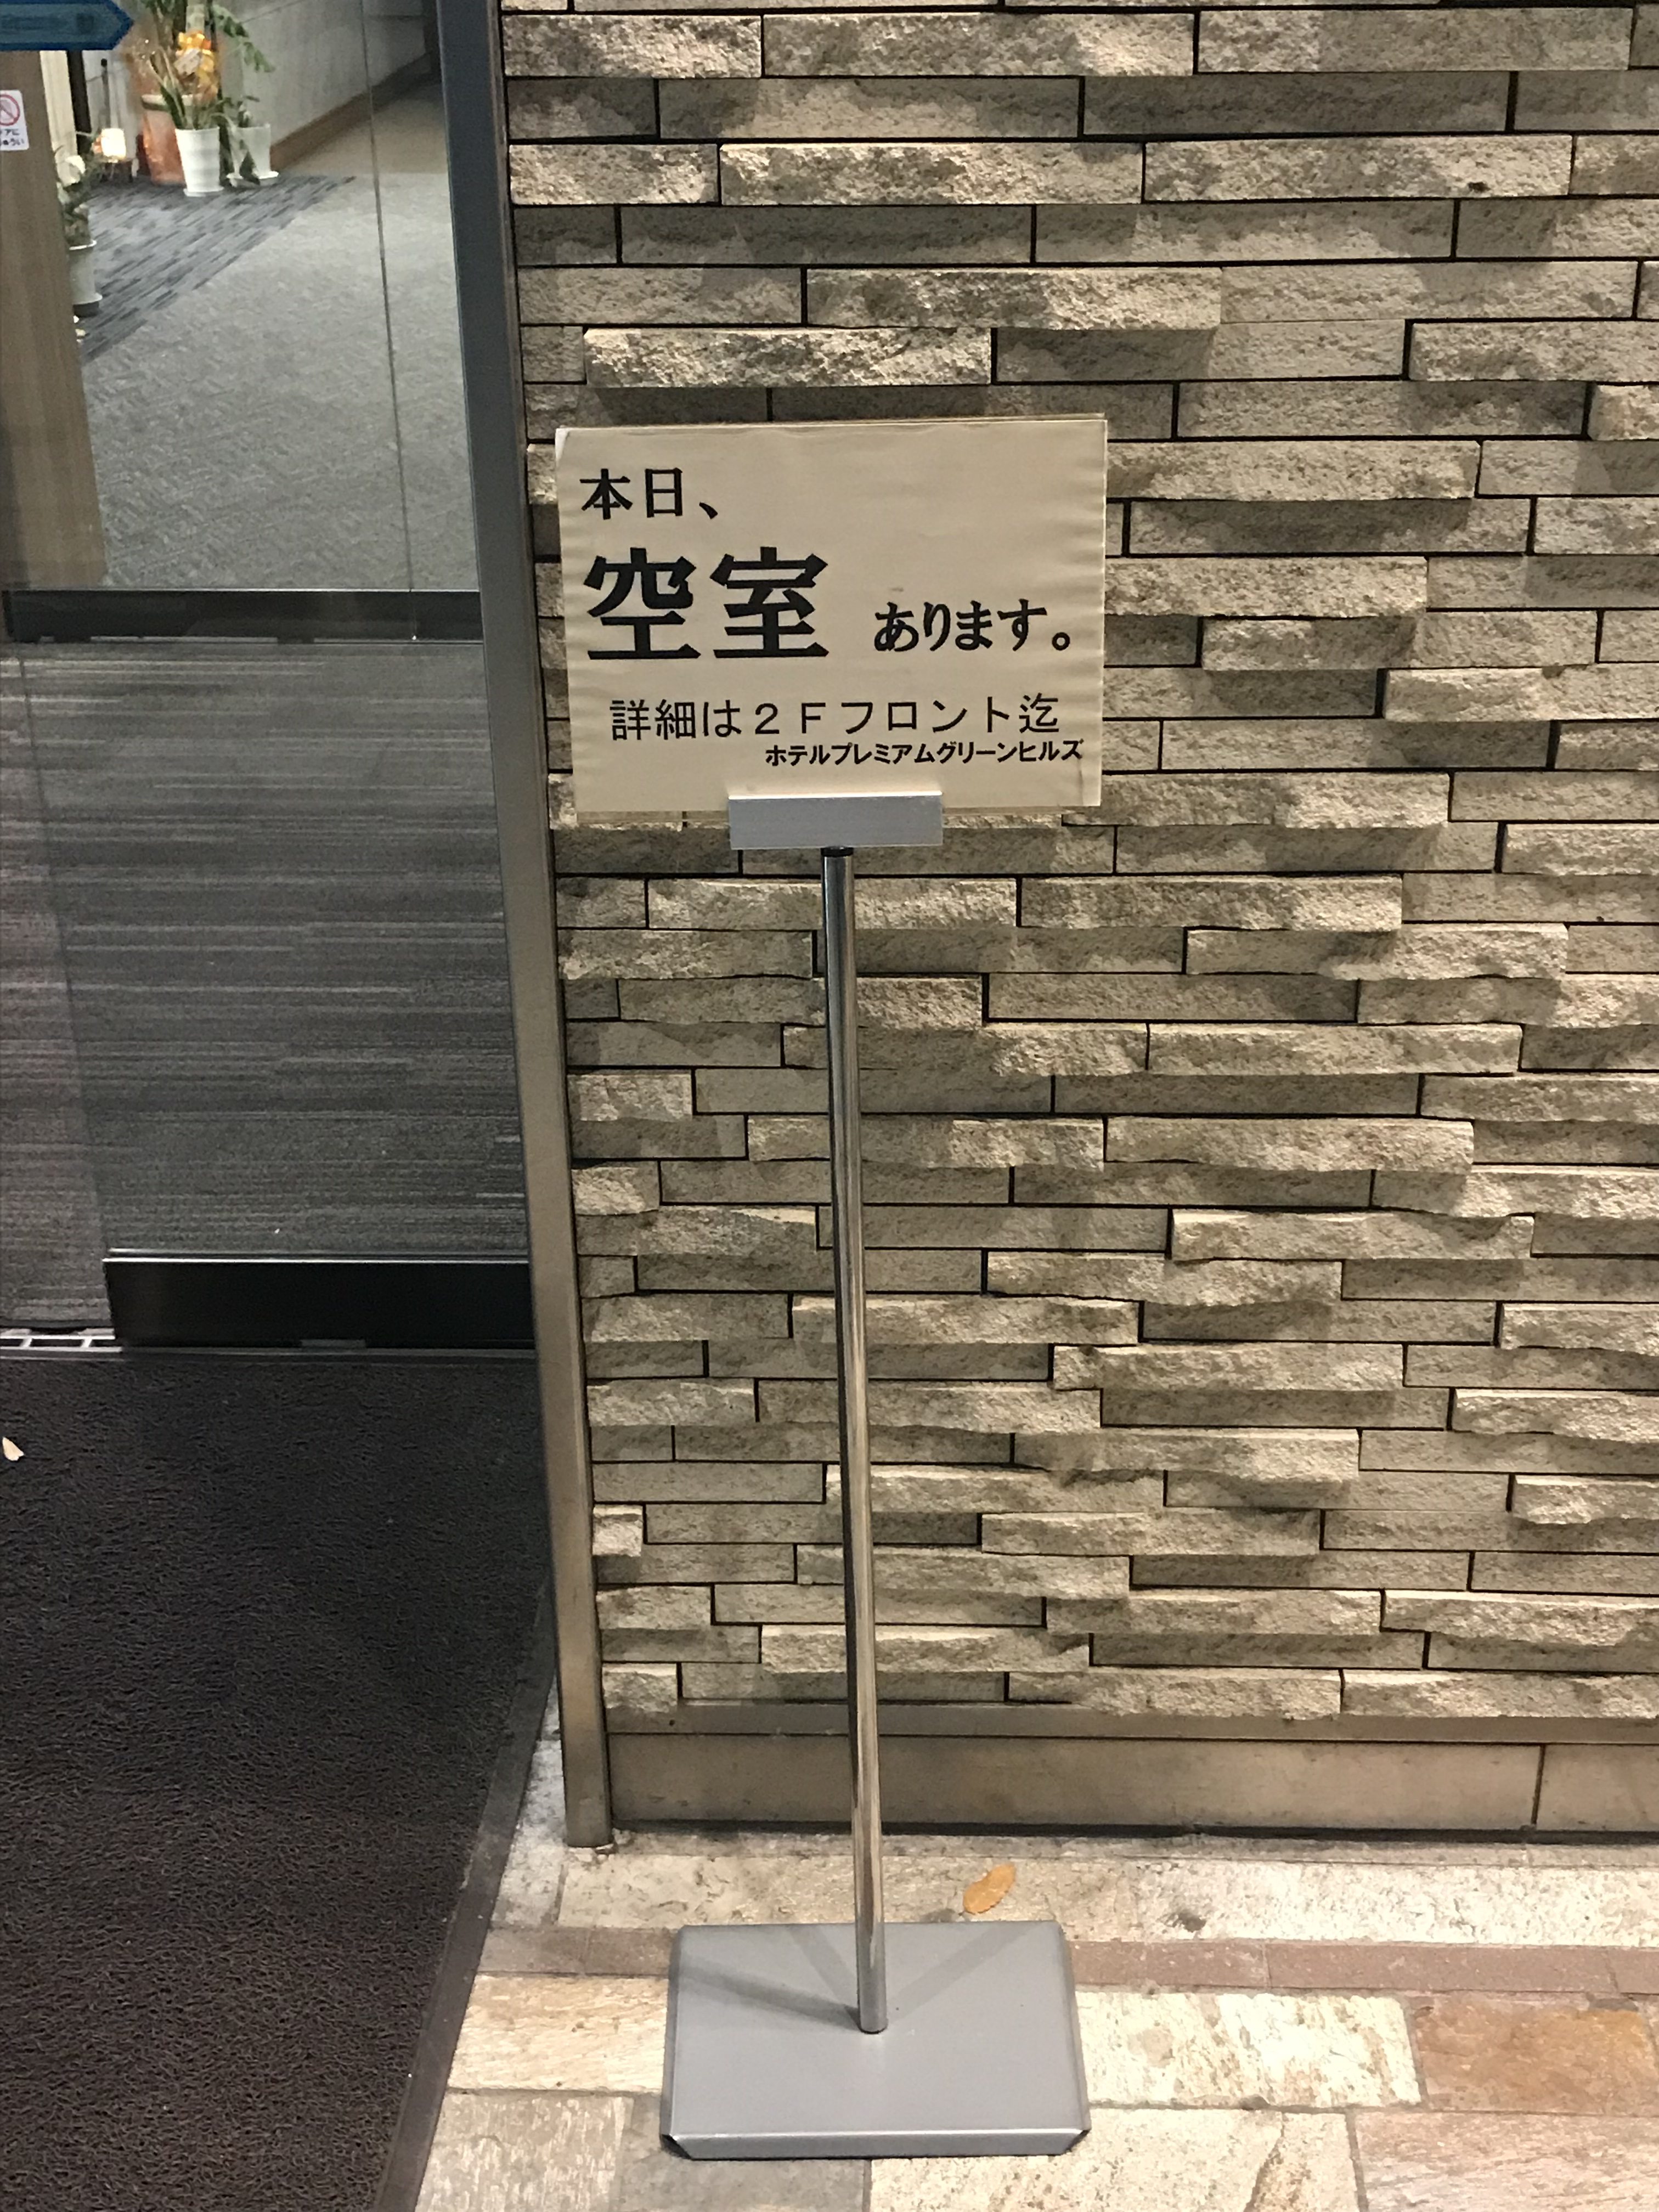 本日、
空室 あります。
詳細は２Ｆフロント迄
ホテルプレミアムグリーンヒルズ